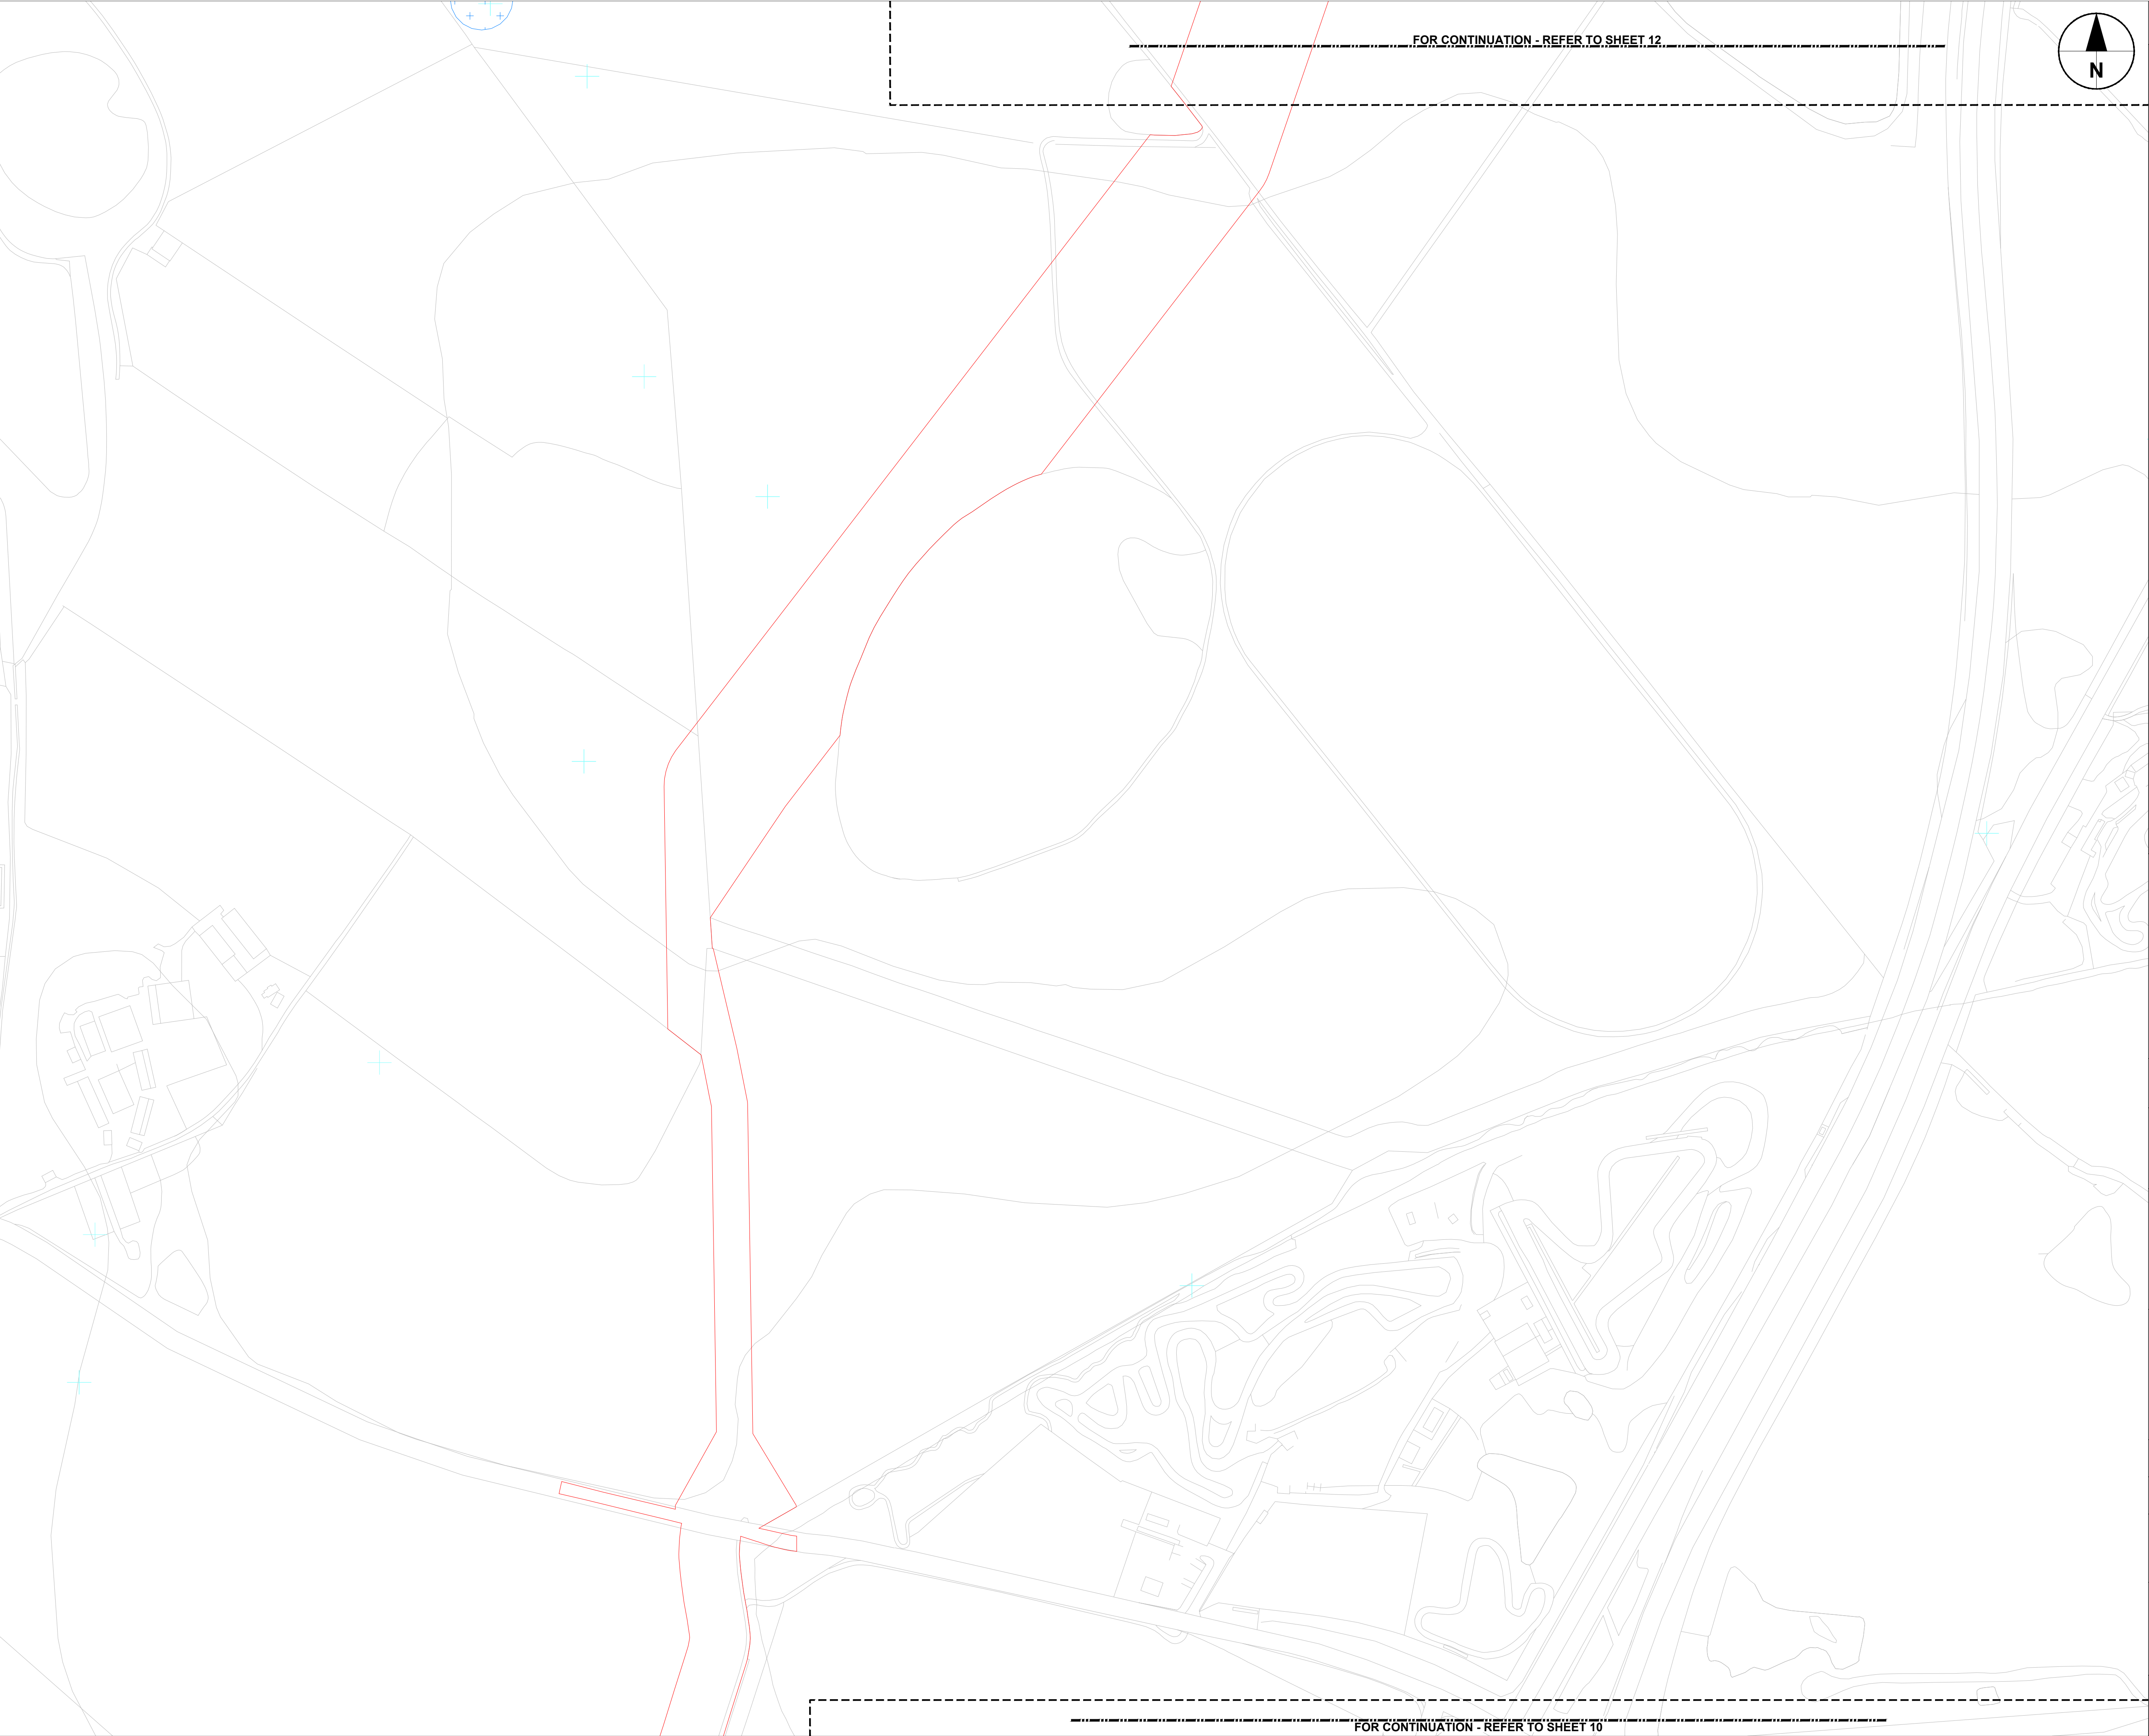 FOR CONTINUATION - REFER TO SHEET 12
N
FOR CONTINUATION - REFER TO SHEET 10